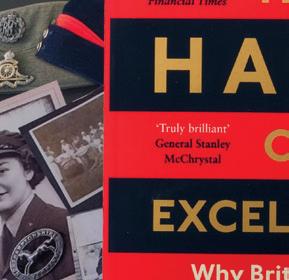 Financial Times
HA
'Truly brilliant'
General Stanley
McChrystal
EXCEL
Why Brit